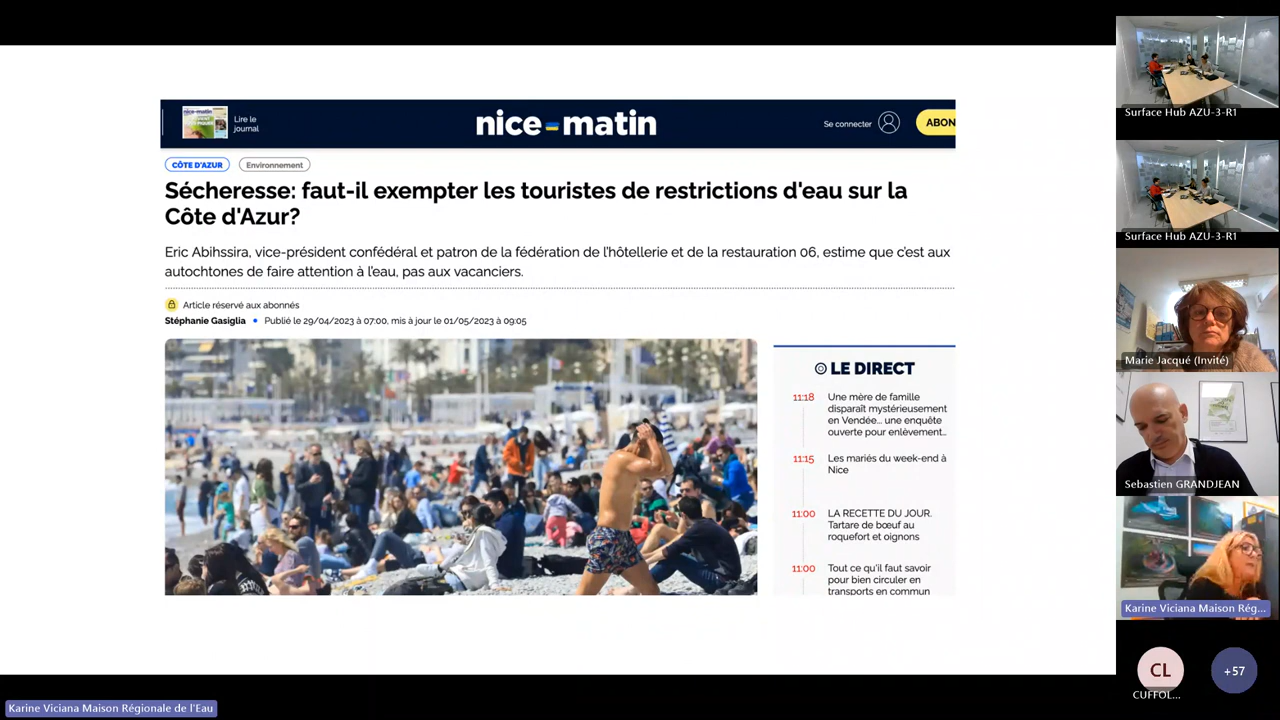 Lire le
journal
nice-matin
Se connecter
ABON
CÔTE D'AZUR
Environnement
Sécheresse: faut-il exempter les touristes de restrictions d'eau sur la
Côte d'Azur?
Eric Abihssira, vice-président confédéral et patron de la fédération de l'hôtellerie et de la restauration 06, estime que c'est aux
autochtones de faire attention à l'eau, pas aux vacanciers.
Article réservé aux abonnés
Stéphanie Gasiglia • Publié le 29/04/2023 à 07:00, mis à jour le 01/05/2023 à 09:05
LE DIRECT
11:18 Une mère de famille
disparaît mystérieusement
en Vendée... une enquête
ouverte pour enlèvement...
11:15 Les mariés du week-end à
Nice
11:00 LA RECETTE DU JOUR.
Tartare de bœuf au
roquefort et oignons
11:00 Tout ce qu'il faut savoir
pour bien circuler en
transports en commun
Surface Hub AZU-3-R1
Surface Hub AZU-3-R1
Marie Jacqué (Invité)
Sebastien GRANDJEAN
Karine Viciana Maison Rég...
CL
CUFFOL...
+57
Karine Viciana Maison Régionale de l'Eau